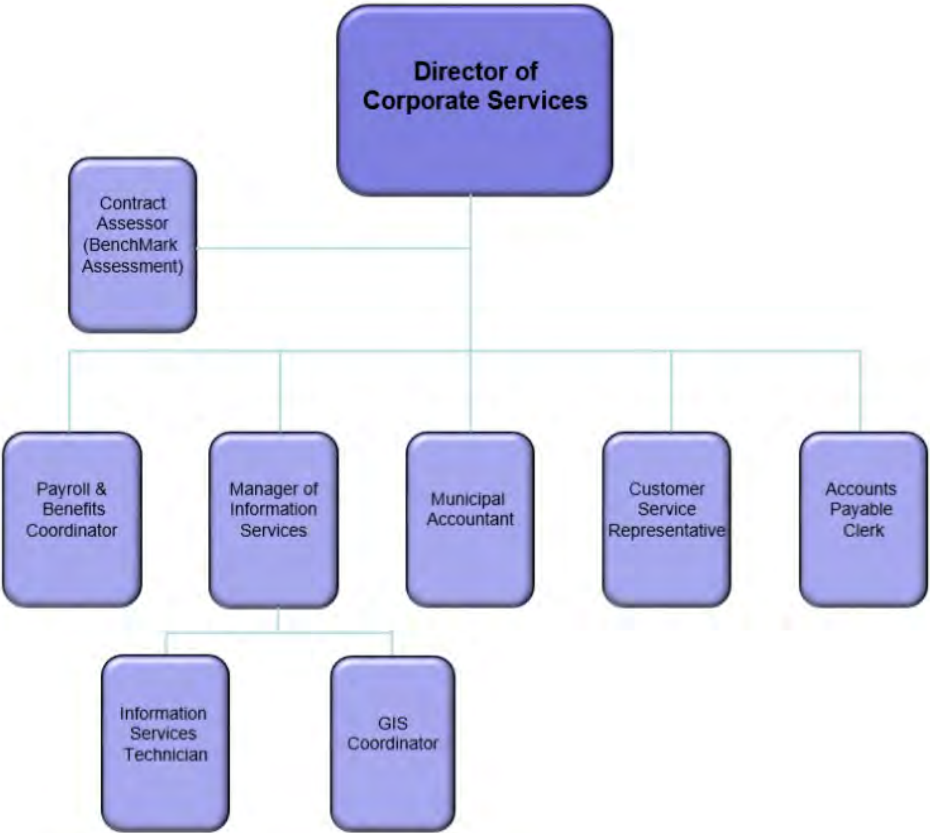 Director of
Corporate Services
Contract
Assessor
(BenchMark
Assessment)
Payroll &
Benefits
Coordinator
Manager of
Information
Services
Municipal
Accountant
Customer
Service
Representative
Accounts
Payable
Clerk
Information
Services
Technician
GIS
Coordinator